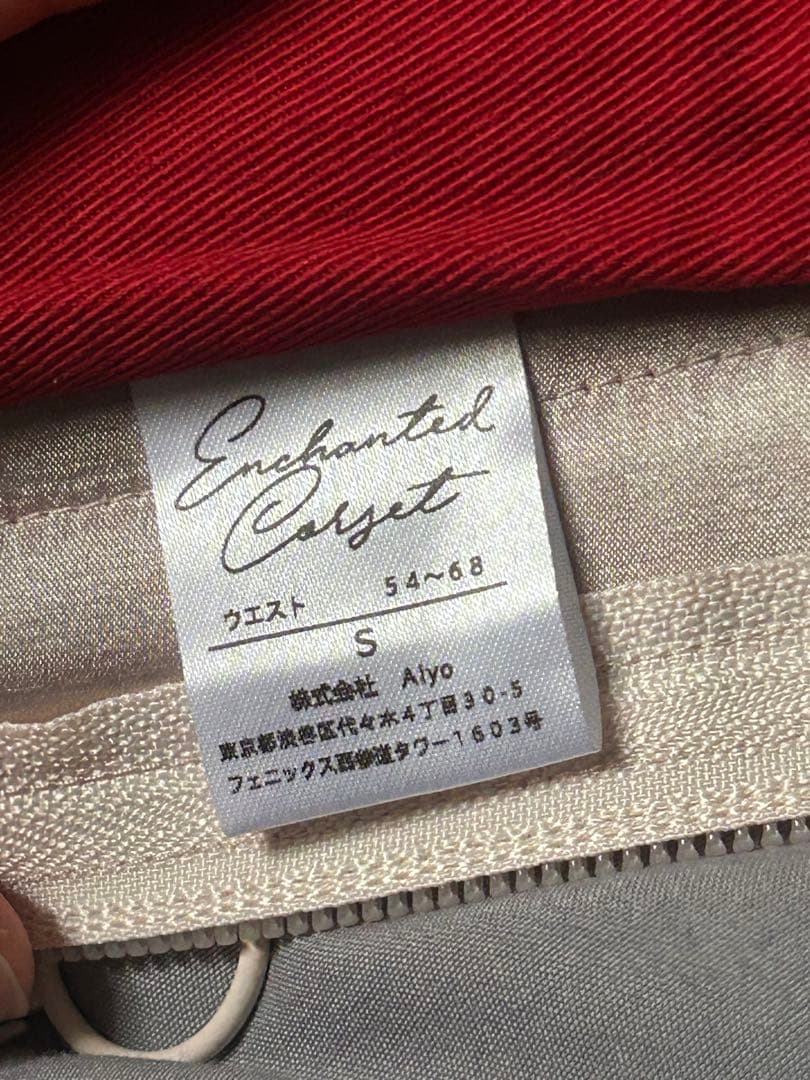 Enchanted
Corset
ウエスト 54〜68
S
株式会社 Aiyo
東京都渋谷区代々木4丁目30-5
フェニックス西参道タワー1603号